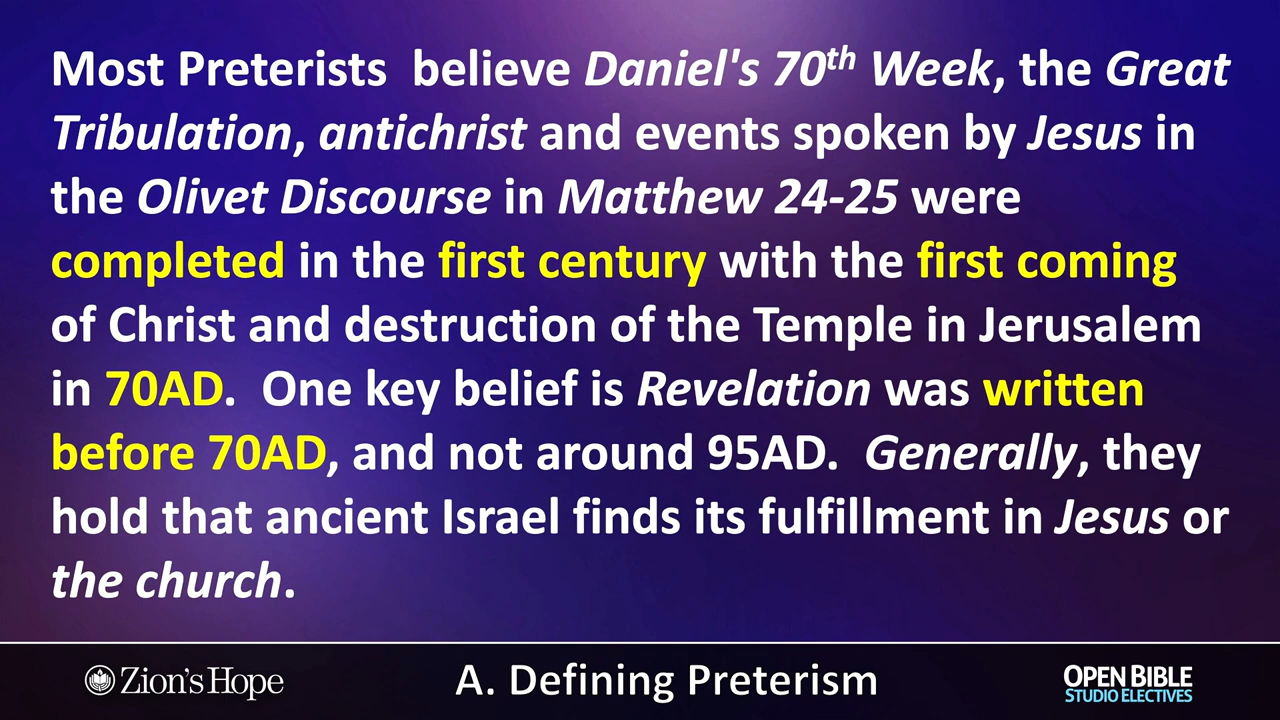 Most Preterists  believe Daniel's 70th Week, the Great
Tribulation, antichrist and events spoken by Jesus in
the Olivet Discourse in Matthew 24-25 were
completed in the first century with the first coming
of Christ and destruction of the Temple in Jerusalem
in 70AD.  One key belief is Revelation was written
before 70AD, and not around 95AD.  Generally, they
hold that ancient Israel finds its fulfillment in Jesus or
the church.
Zion's Hope
A. Defining Preterism
OPEN BIBLE
STUDIO ELECTIVES